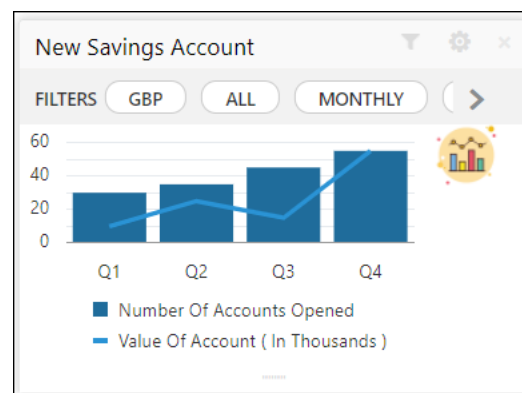 New Savings Account
FILTERS GBP ALL MONTHLY
60
40
20
0
Q1 Q2 Q3 Q4
Number Of Accounts Opened
Value Of Account ( In Thousands )